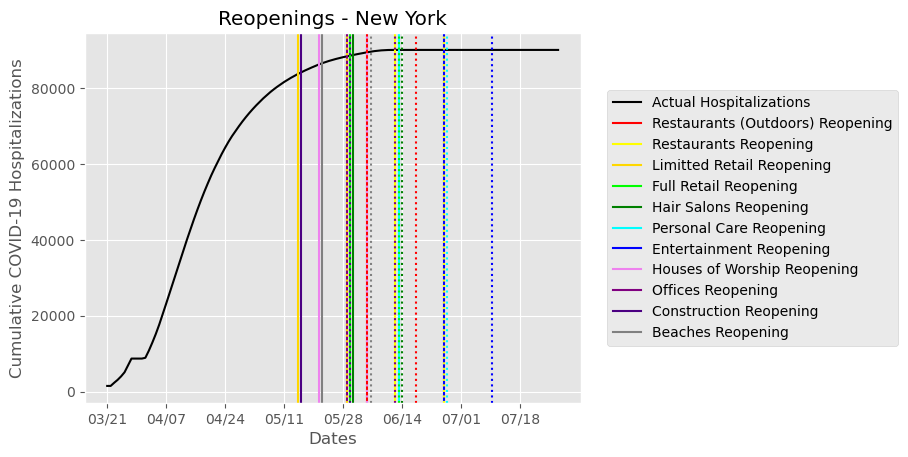 Reopenings - New York
Cumulative COVID-19 Hospitalizations
80000
60000
40000
20000
0
03/21 04/07 04/24 05/11 05/28 06/14 07/01 07/18
Dates
Actual Hospitalizations
Restaurants (Outdoors) Reopening
Restaurants Reopening
Limitted Retail Reopening
Full Retail Reopening
Hair Salons Reopening
Personal Care Reopening
Entertainment Reopening
Houses of Worship Reopening
Offices Reopening
Construction Reopening
Beaches Reopening